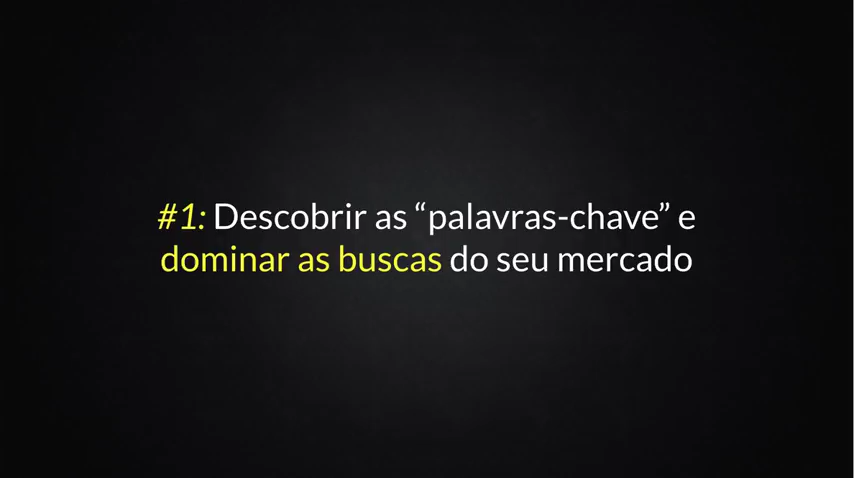 #1: Descobrir as “palavras-chave” e
dominar as buscas do seu mercado